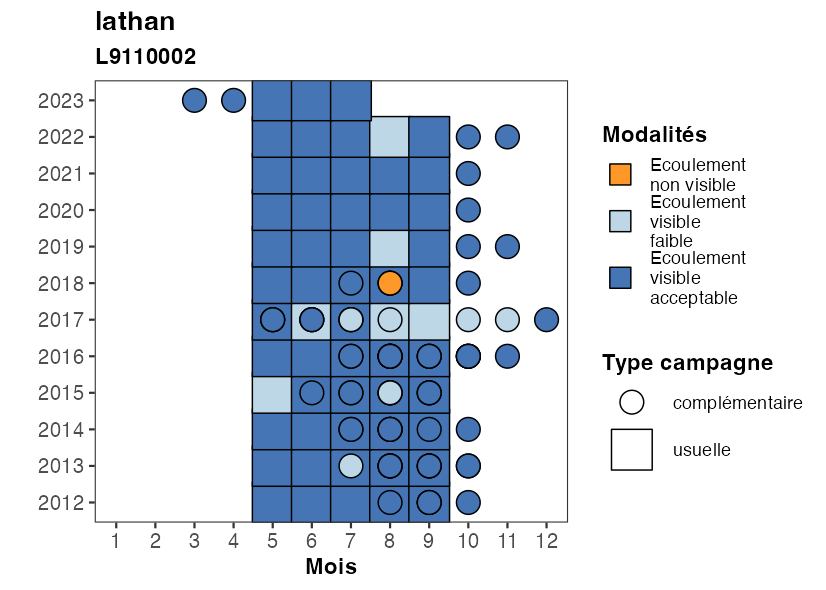 lathan
L9110002
2023
2022
2021
2020
2019
2018
2017
2016
2015
2014
2013
2012
1 2 3 4 5 6 7 8 9 10 11 12
Mois
Modalités
Ecoulement
non visible
Ecoulement
visible
faible
Ecoulement
visible
acceptable
Type campagne
complémentaire
usuelle